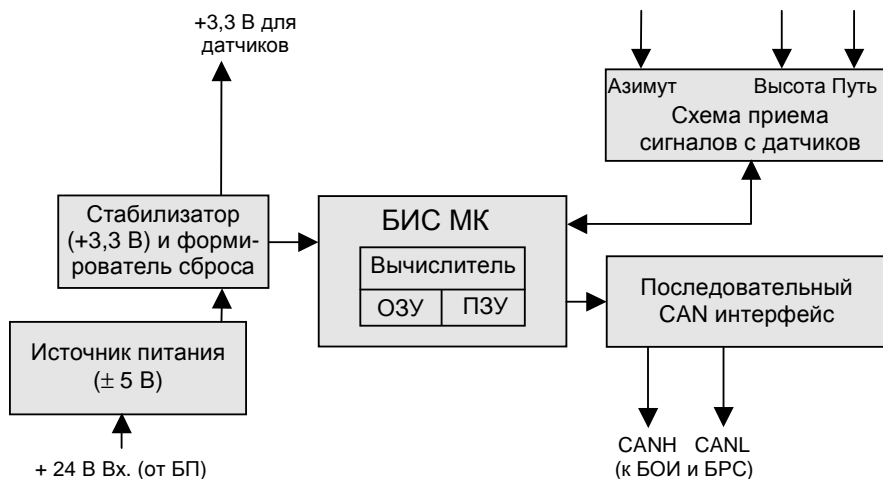 +3,3 В для
датчиков
Азимут Высота Путь
Схема приема
сигналов с датчиков
Стабилизатор
(+3,3 В) и форми-
рователь сброса
БИС МК
Вычислитель
ОЗУ ПЗУ
Последовательный
CAN интерфейс
Источник питания
(± 5 В)
+ 24 В Вх. (от БП)
CANH CANL
(к БОИ и БРС)